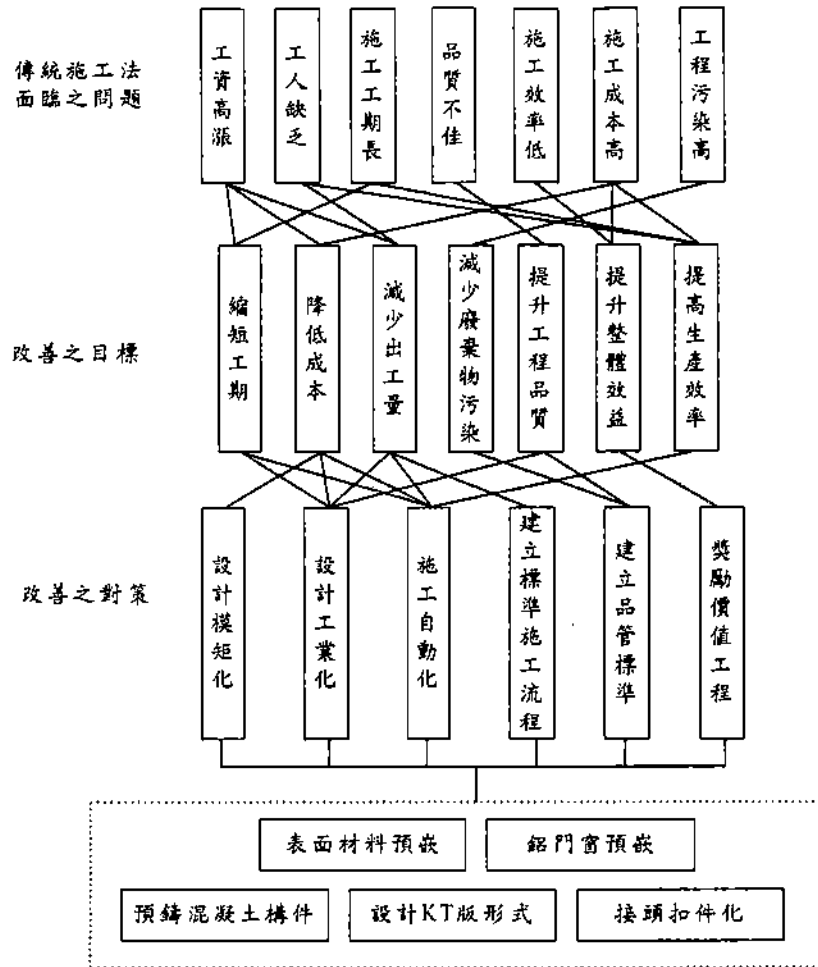 傳統施工法
面臨之問題
工資高漲
工人缺乏
施工工期長
品質不佳
施工效率低
施工成本高
工程污染高
改善之目標
縮短工期
降低成本
減少出工量
減少廢棄物污染
提升工程品質
提升整體效益
提高生產效率
改善之對策
設計模矩化
設計工業化
施工自動化
建立標準施工流程
建立品管標準
獎勵價值工程
表面材料預嵌
鋁門窗預嵌
預鑄混凝土構件
設計KT版形式
接頭扣件化